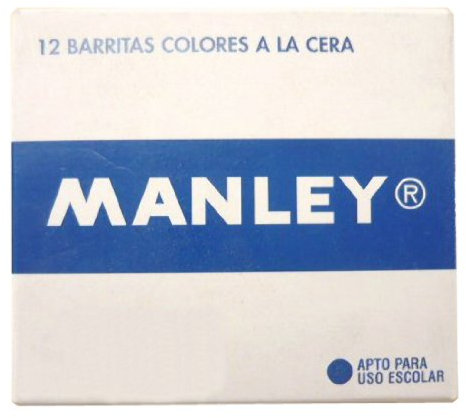 12 BARRITAS COLORES A LA CERA
MANLEY®
APTO PARA
USO ESCOLAR